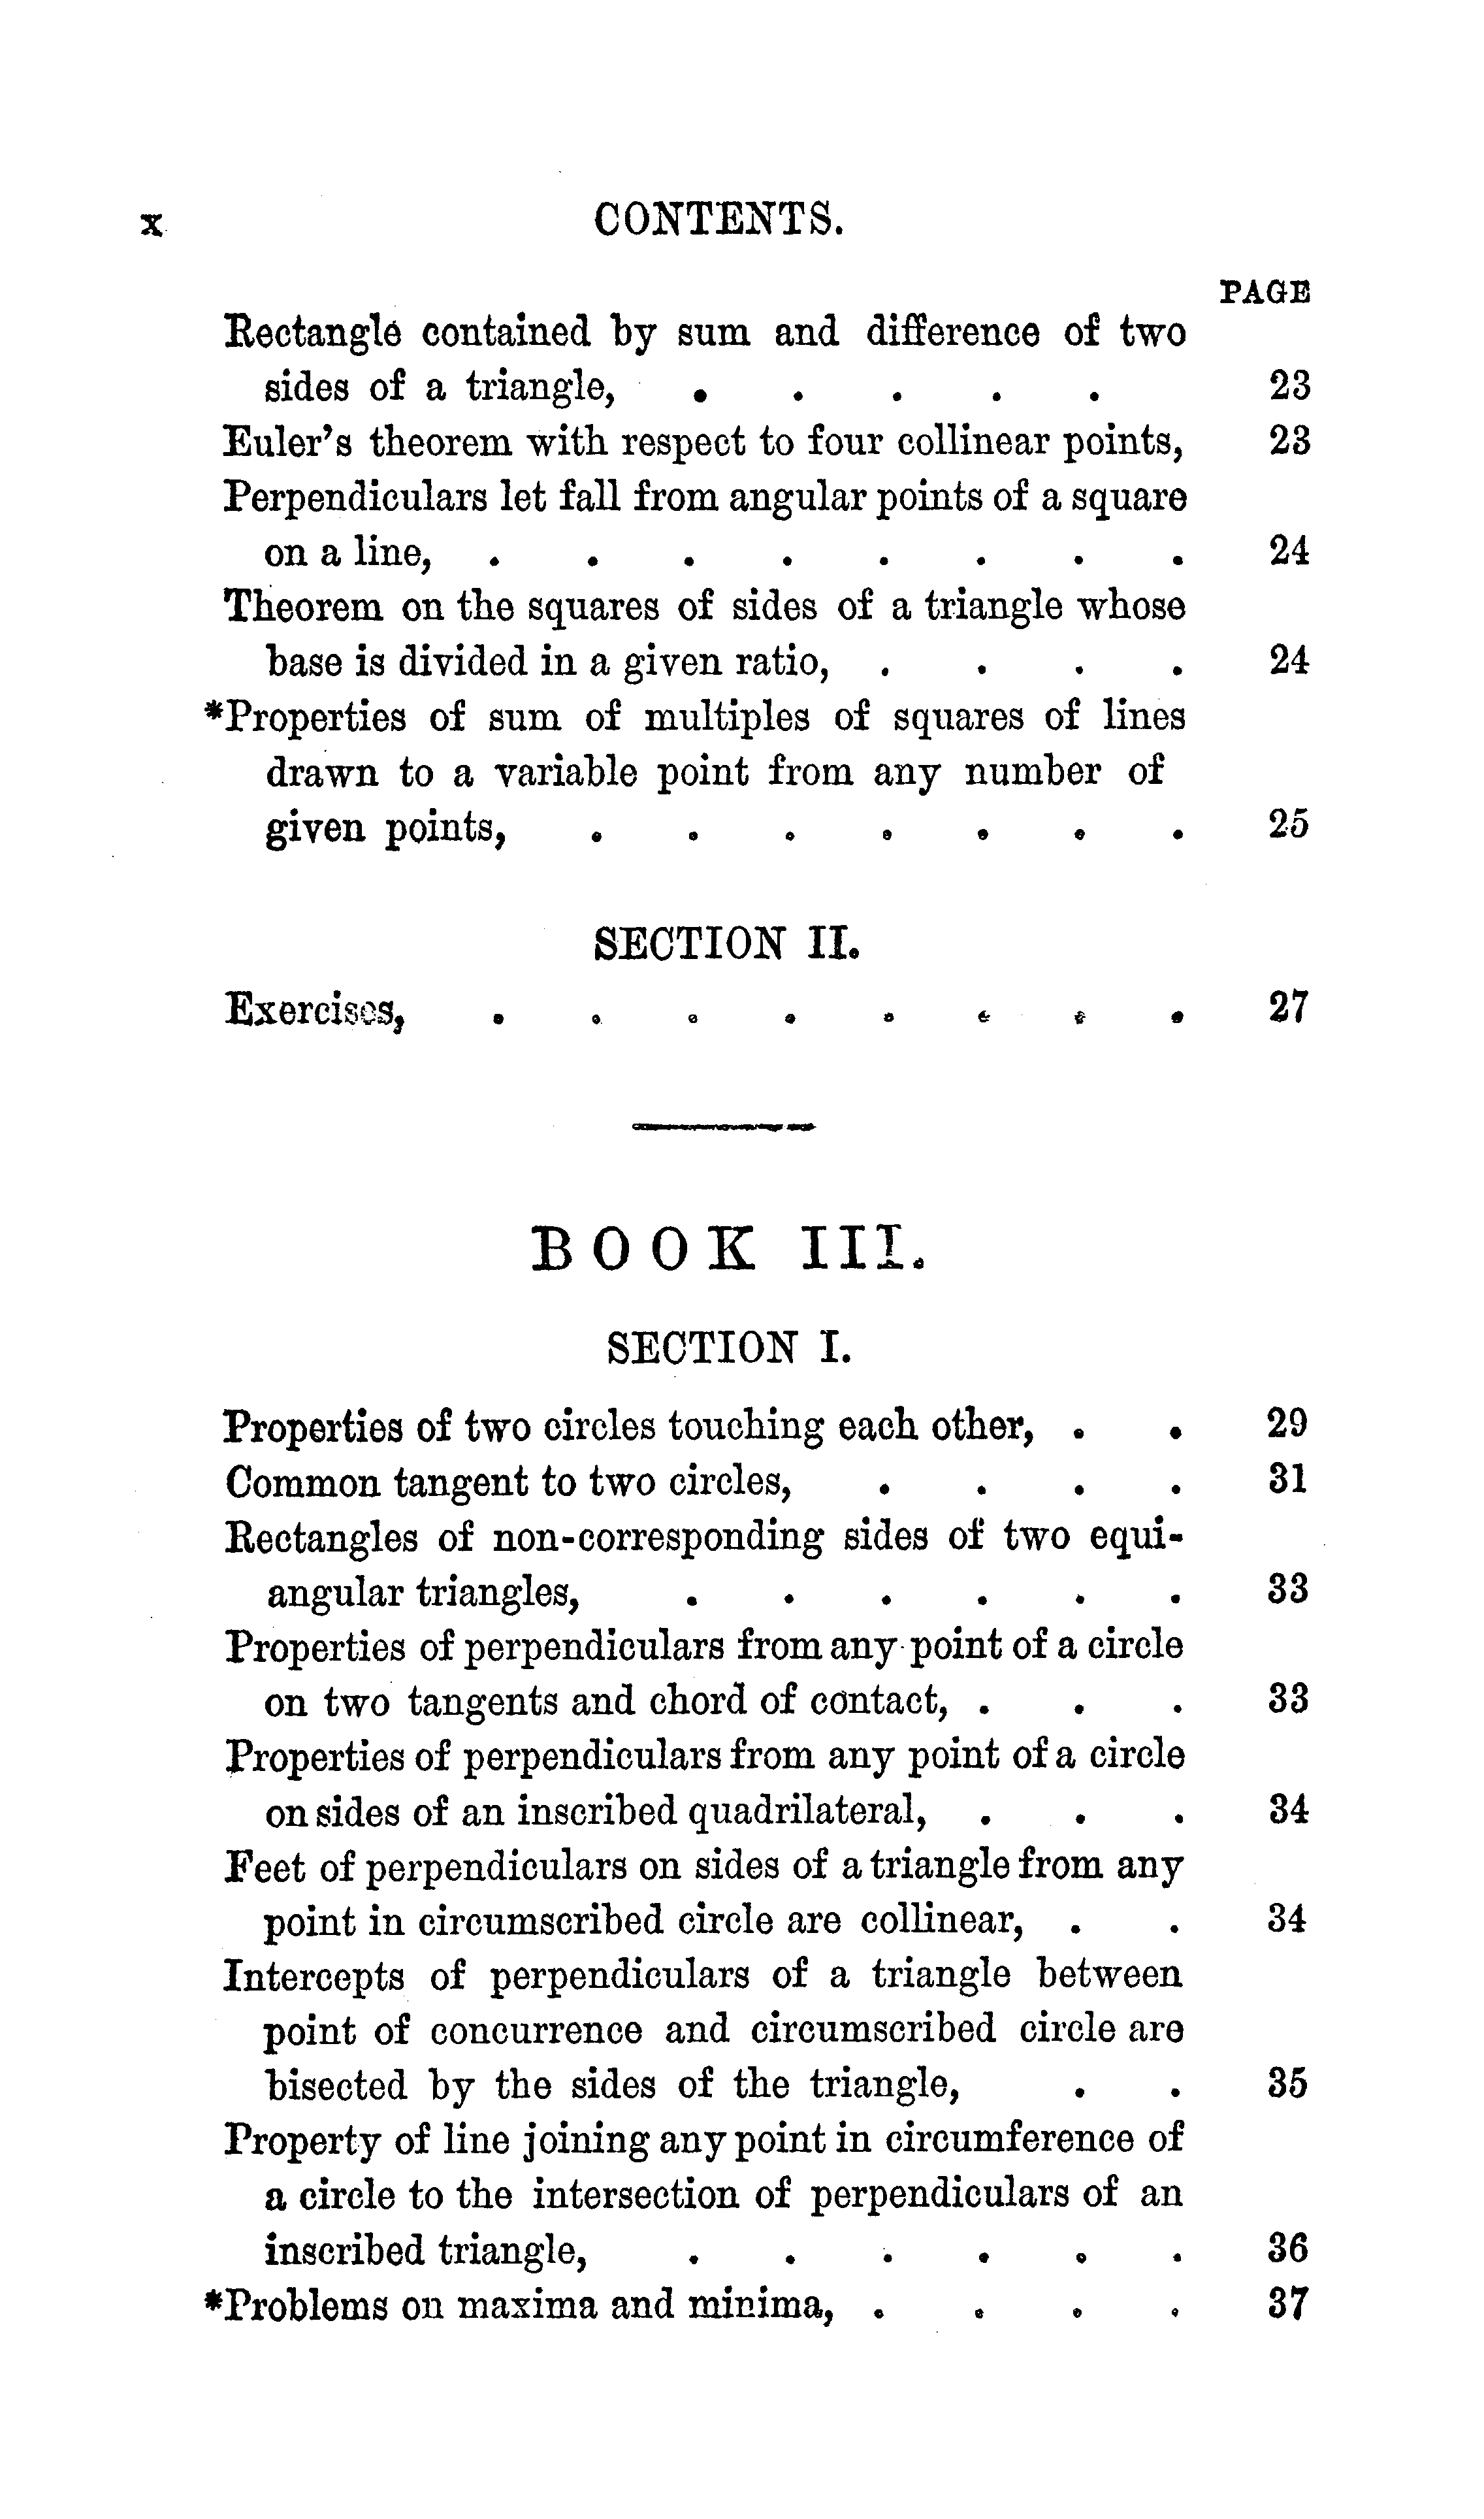 x CONTENTS.
PAGE
Rectangle contained by sum and difference of two
sides of a triangle, . . . . . 23
Euler's theorem with respect to four collinear points, 23
Perpendiculars let fall from angular points of a square
on a line, . . . . . . . . 24
Theorem on the squares of sides of a triangle whose
base is divided in a given ratio, . . . . 24
*Properties of sum of multiples of squares of lines
drawn to a variable point from any number of
given points, . . . . . . . 25
SECTION II.
Exercises, . . . . . . . . 27
BOOK III.
SECTION I.
Properties of two circles touching each other, . . 29
Common tangent to two circles, . . . . 31
Rectangles of non-corresponding sides of two equi-
angular triangles, . . . . . . 33
Properties of perpendiculars from any point of a circle
on two tangents and chord of contact, . . . 33
Properties of perpendiculars from any point of a circle
on sides of an inscribed quadrilateral, . . . 34
Feet of perpendiculars on sides of a triangle from any
point in circumscribed circle are collinear, . . 34
Intercepts of perpendiculars of a triangle between
point of concurrence and circumscribed circle are
bisected by the sides of the triangle, . . 35
Property of line joining any point in circumference of
a circle to the intersection of perpendiculars of an
inscribed triangle, . . . . . . 36
*Problems on maxima and minima, . . . . 37